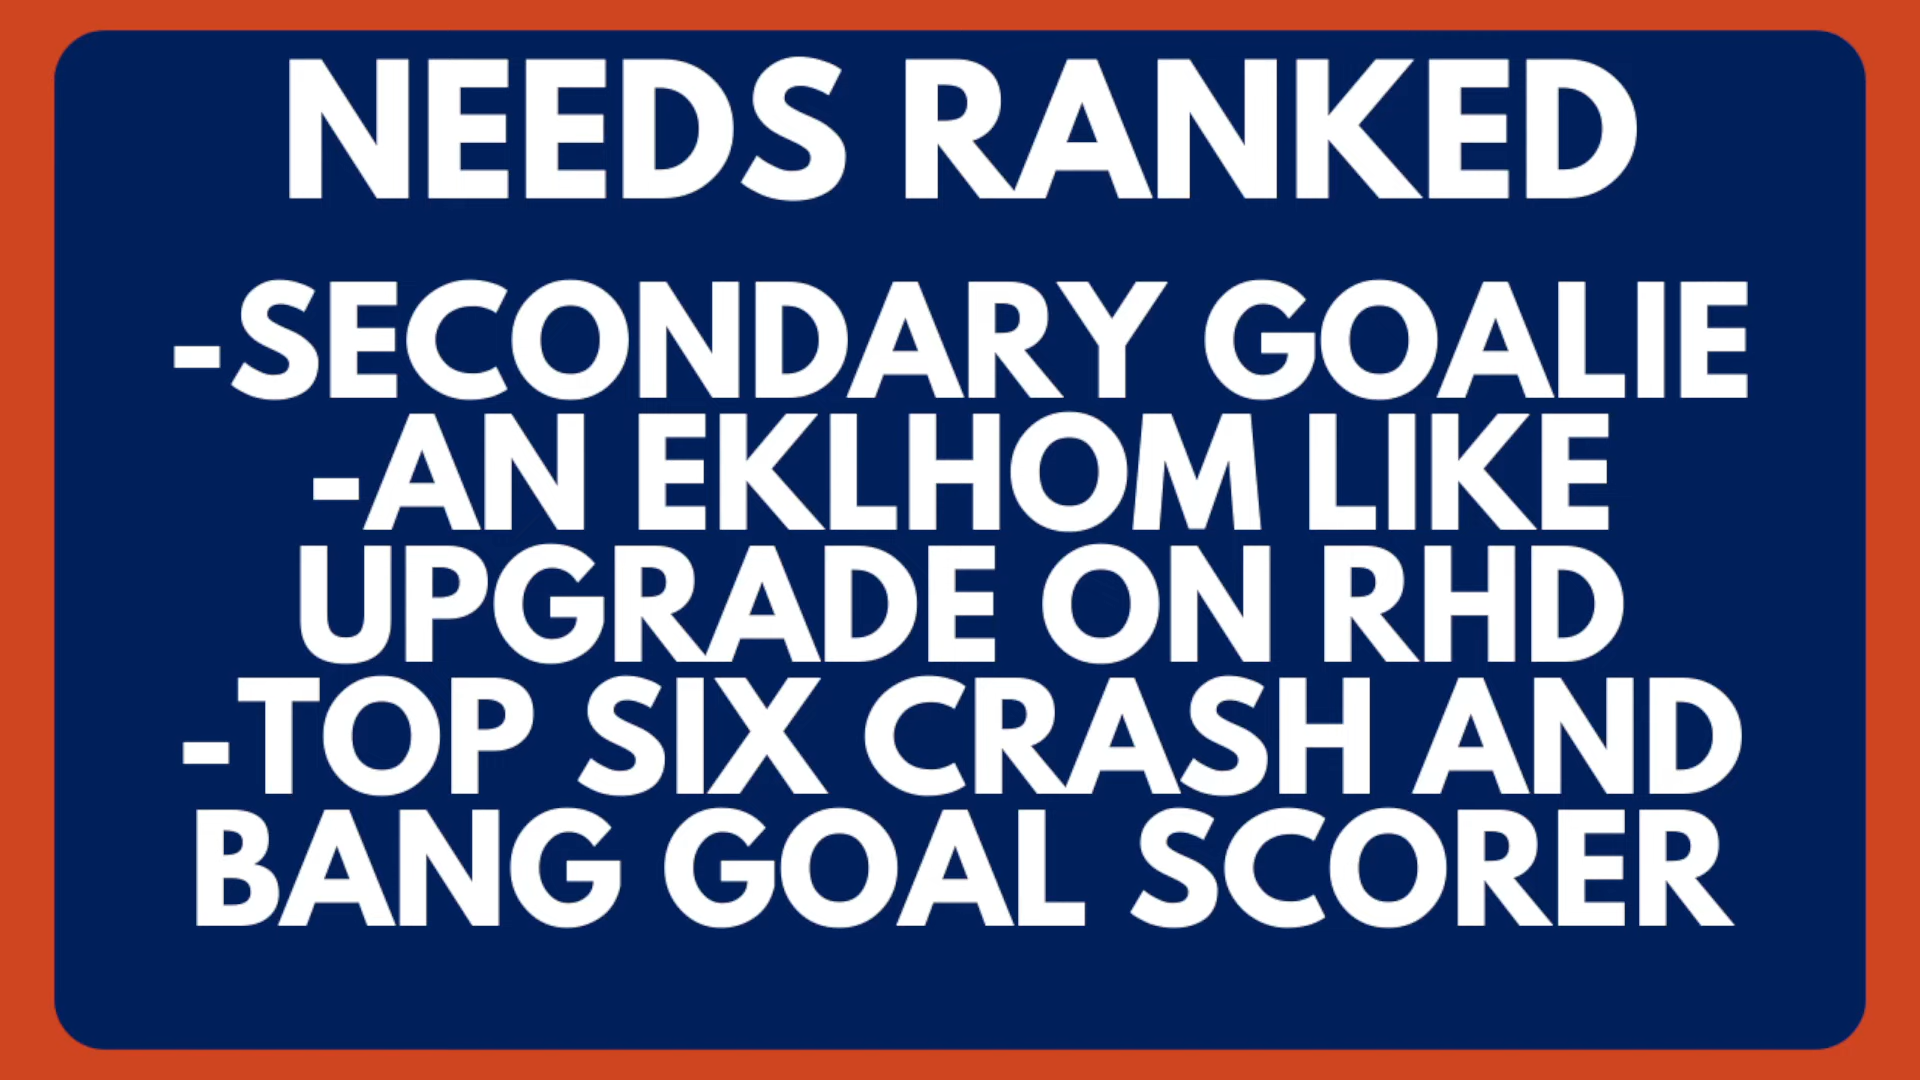 NEEDS RANKED
-SECONDARY GOALIE
-AN EKLHOM LIKE
UPGRADE ON RHD
-TOP SIX CRASH AND
BANG GOAL SCORER